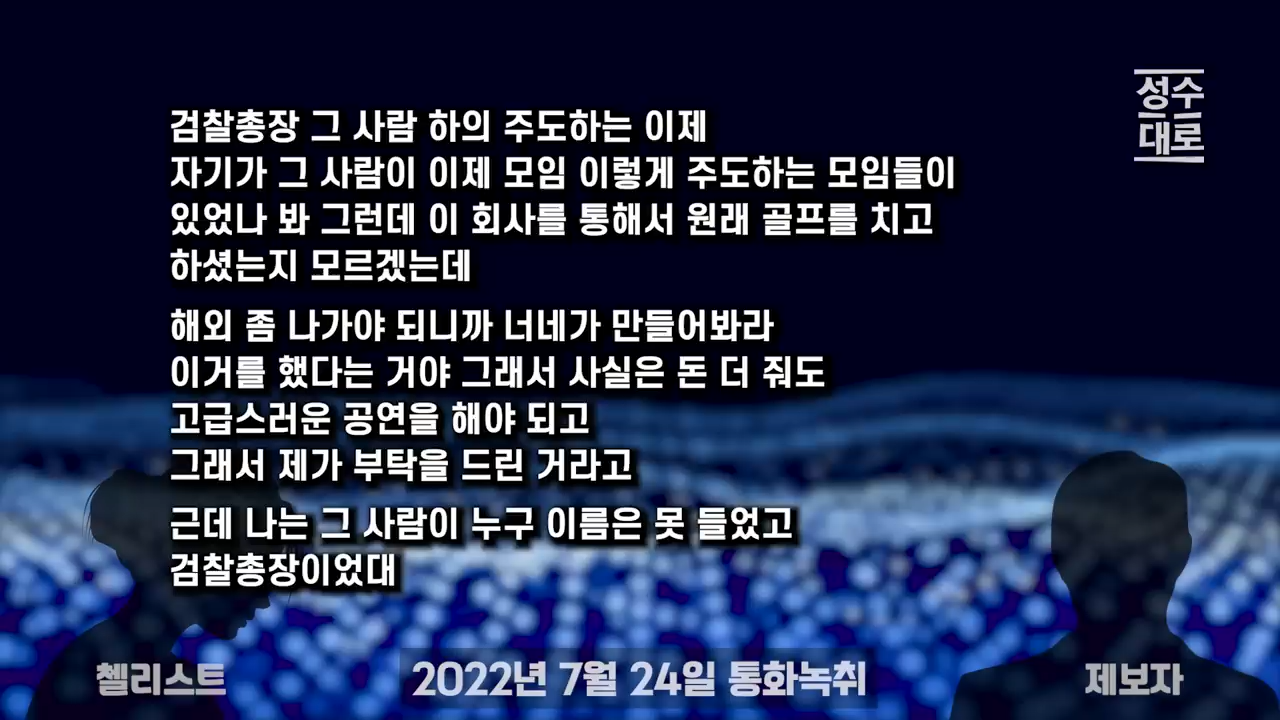 성수
대로
검찰총장 그 사람 하의 주도하는 이제
자기가 그 사람이 이제 모임 이렇게 주도하는 모임들이
있었나 봐 그런데 이 회사를 통해서 원래 골프를 치고
하셨는지 모르겠는데
해외 좀 나가야 되니까 너네가 만들어봐라
이거를 했다는 거야 그래서 사실은 돈 더 줘도
고급스러운 공연을 해야 되고
그래서 제가 부탁을 드린 거라고
근데 나는 그 사람이 누구 이름은 못 들었고
검찰총장이었대
첼리스트
2022년 7월 24일 통화녹취
제보자